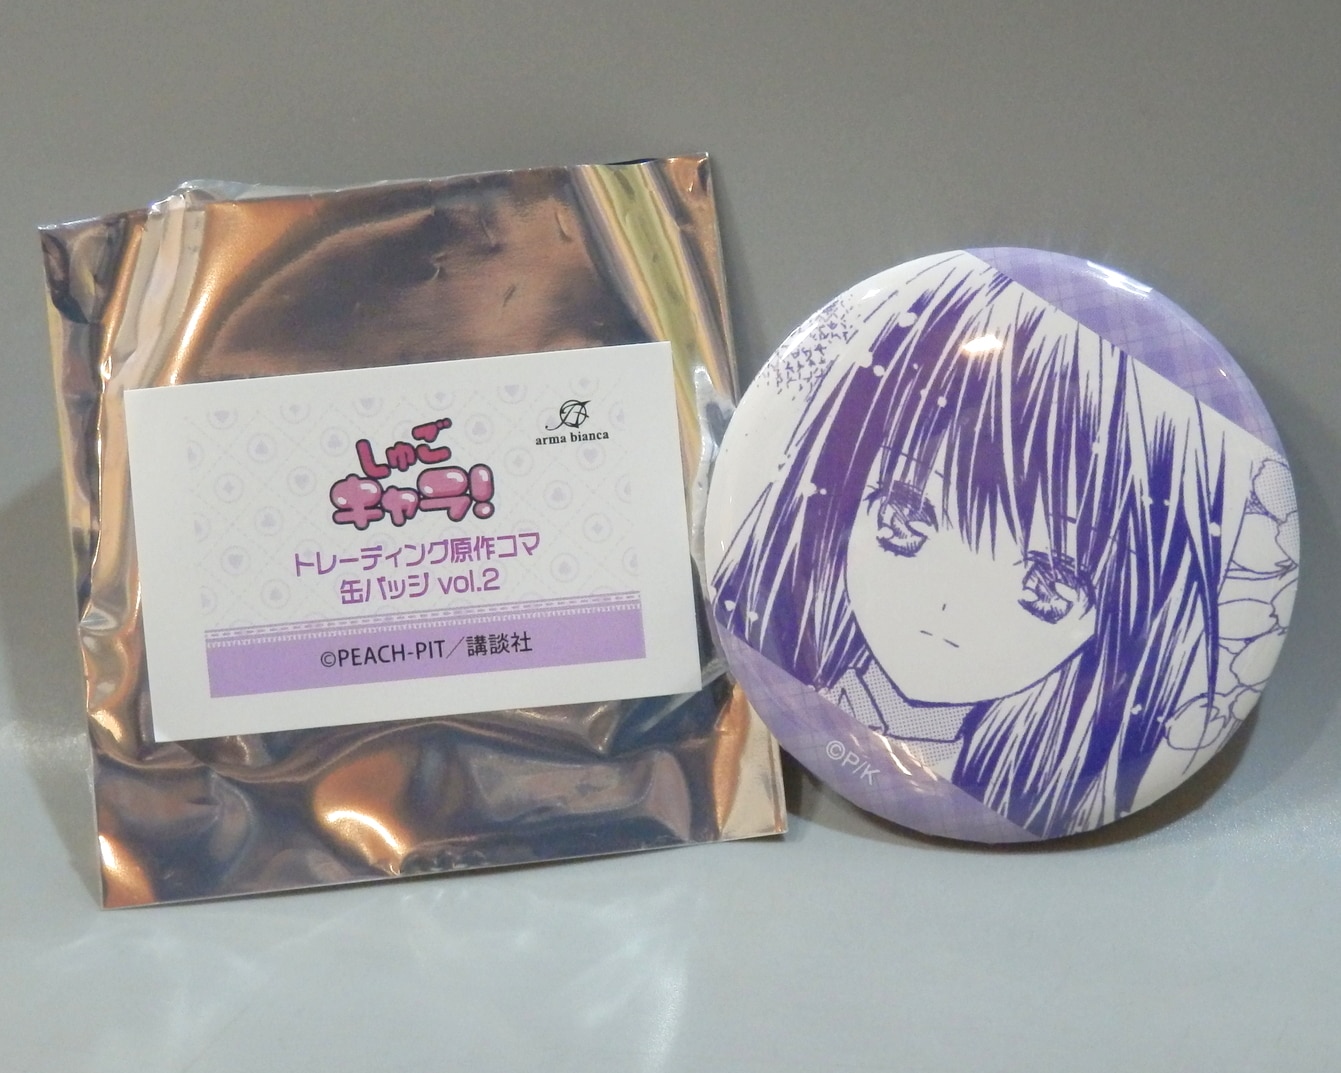 arma bianca
しゅご
キャラ!
トレーディング原作コマ
缶バッジ vol.2
©PEACH-PIT／講談社
©P/K